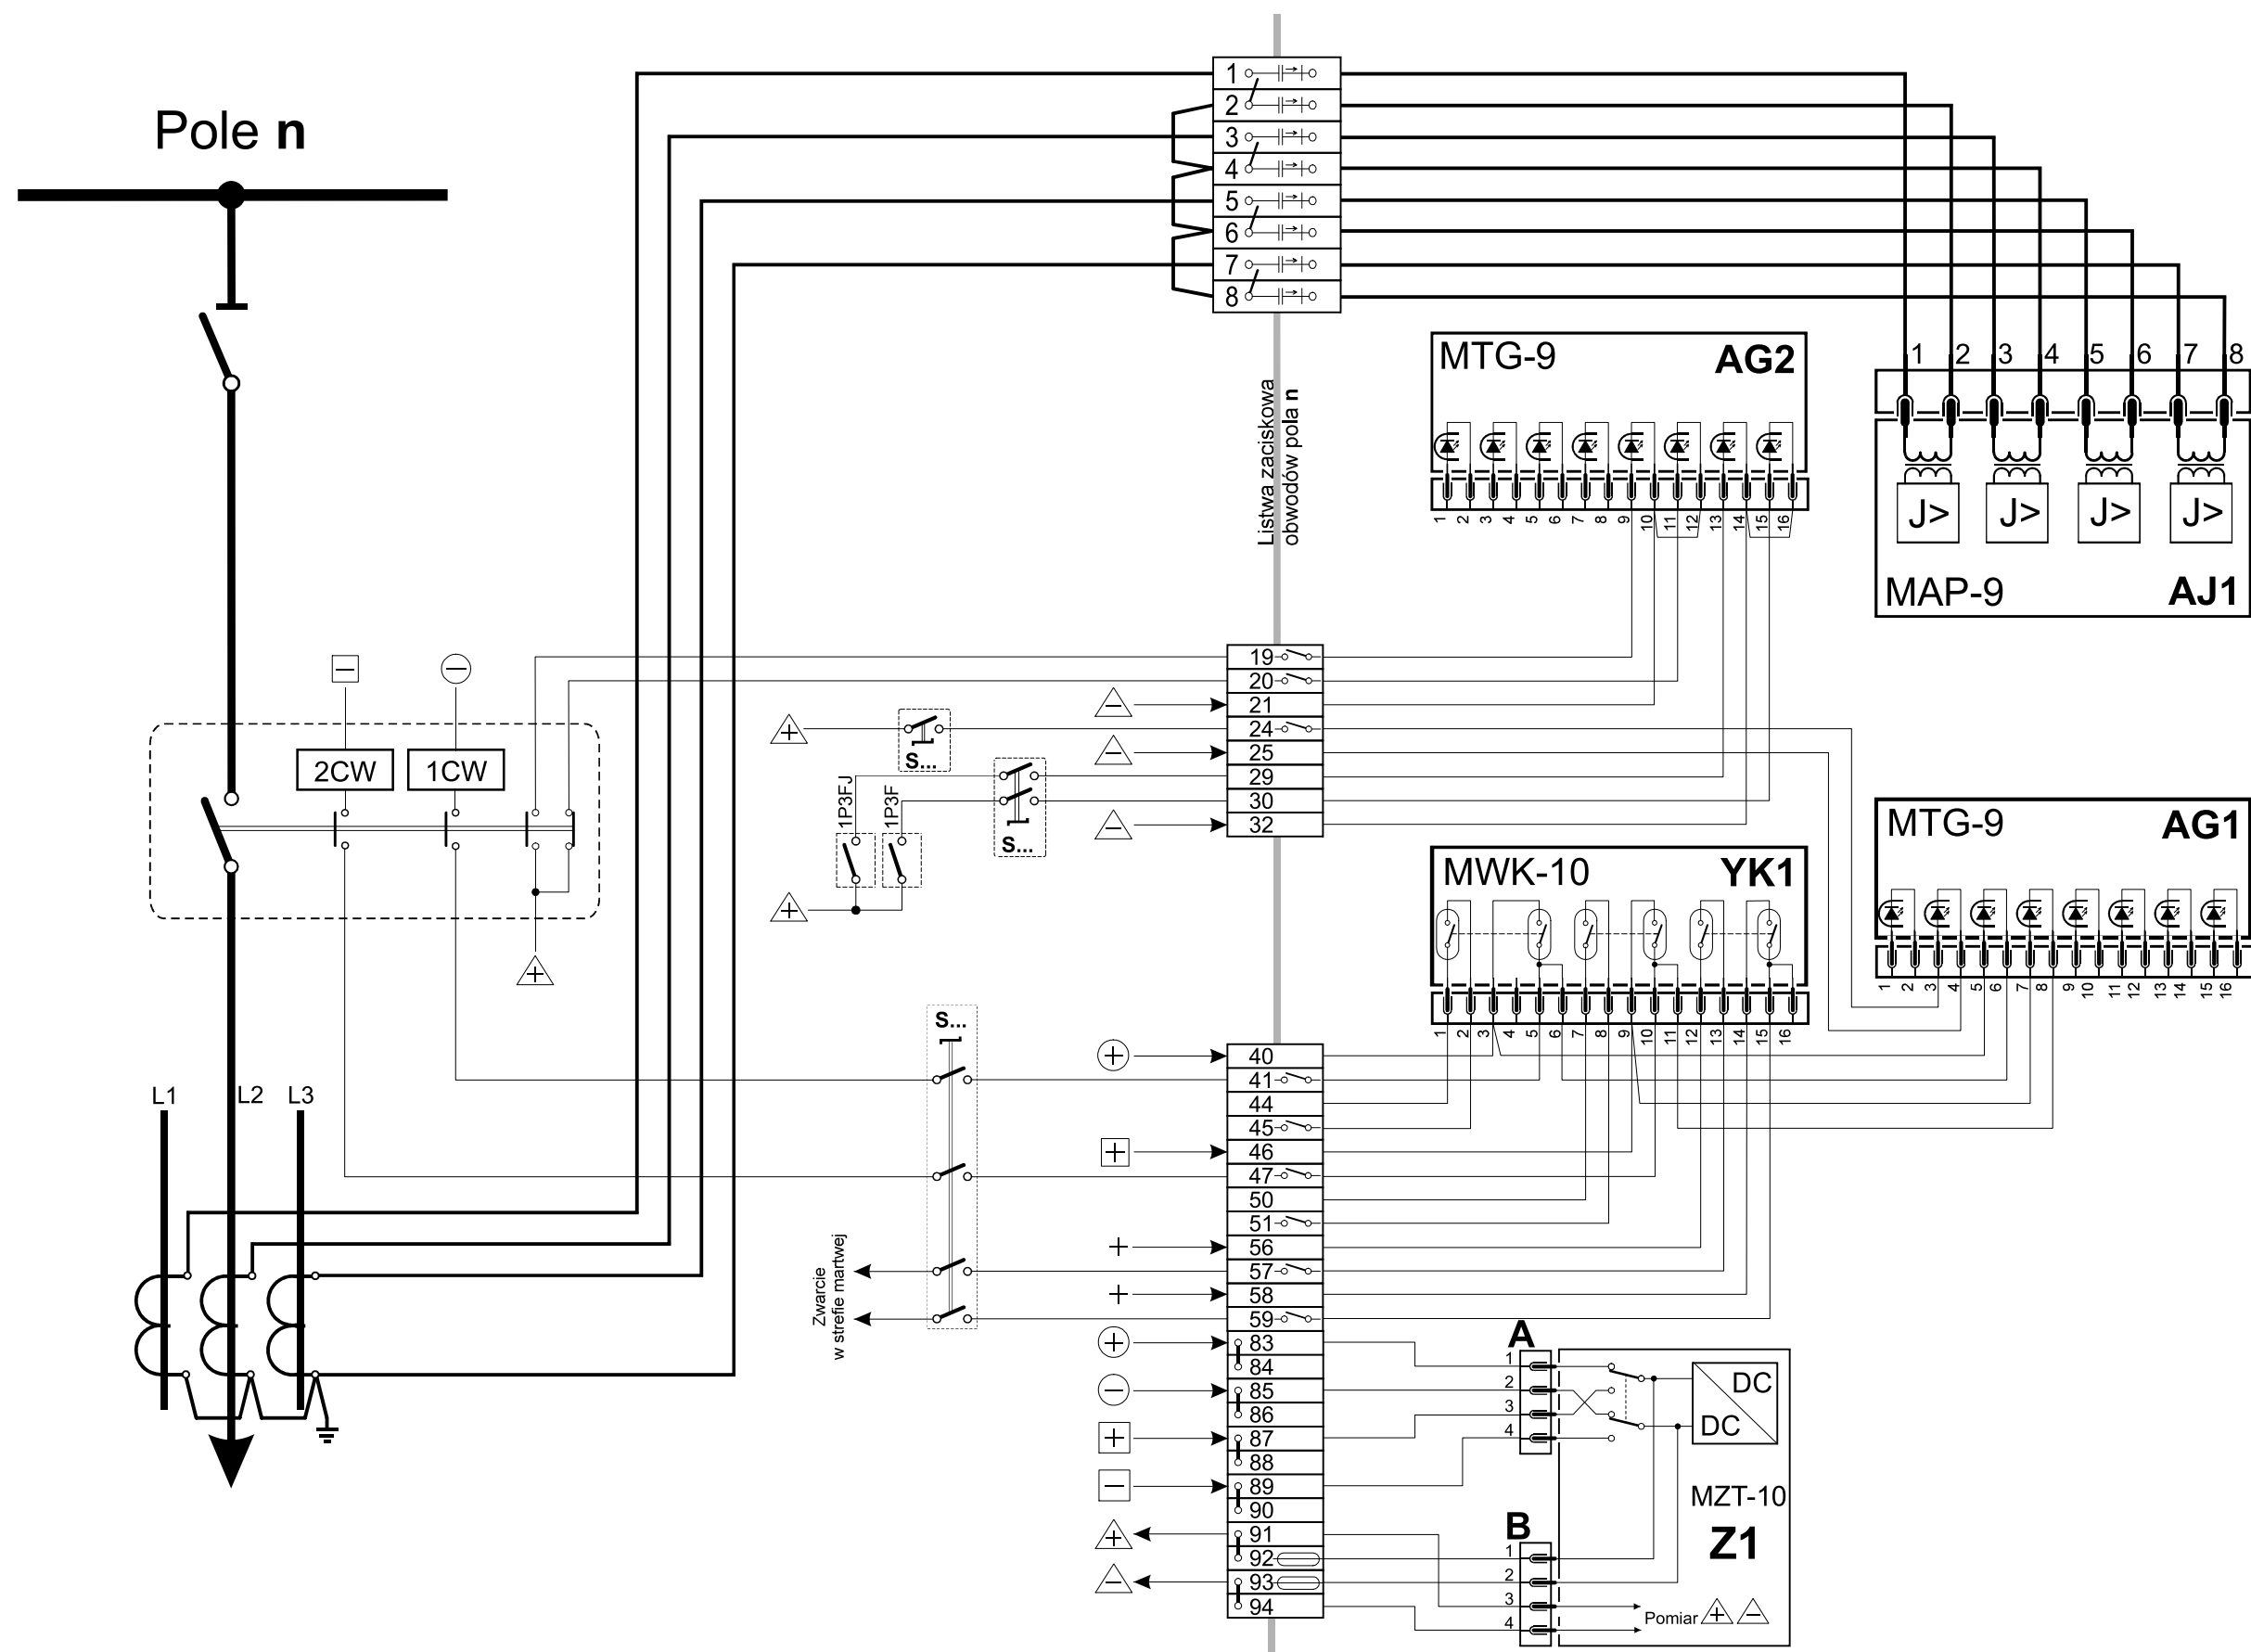 Pole n
1
2
3
4
5
6
7
8
Listwa zaciskowa
obwodów pola n
MTG-9 AG2
1 2 3 4 5 6 7 8 9 10 11 12 13 14 15 16
1 2 3 4 5 6 7 8
J> J> J> J>
MAP-9 AJ1
2CW 1CW
19
20
21
24
25
29
30
32
S...
S...
1P3FJ
1P3F
MTG-9 AG1
1 2 3 4 5 6 7 8 9 10 11 12 13 14 15 16
MWK-10 YK1
1 2 3 4 5 6 7 8 9 10 11 12 13 14 15 16
S...
L1 L2 L3
40
41
44
45
46
47
50
51
56
57
58
59
83
84
85
86
87
88
89
90
91
92
93
94
Zwarcie
w strefie martwej
A
1
2
3
4
DC
DC
MZT-10
Z1
B
1
2
3
4
Pomiar